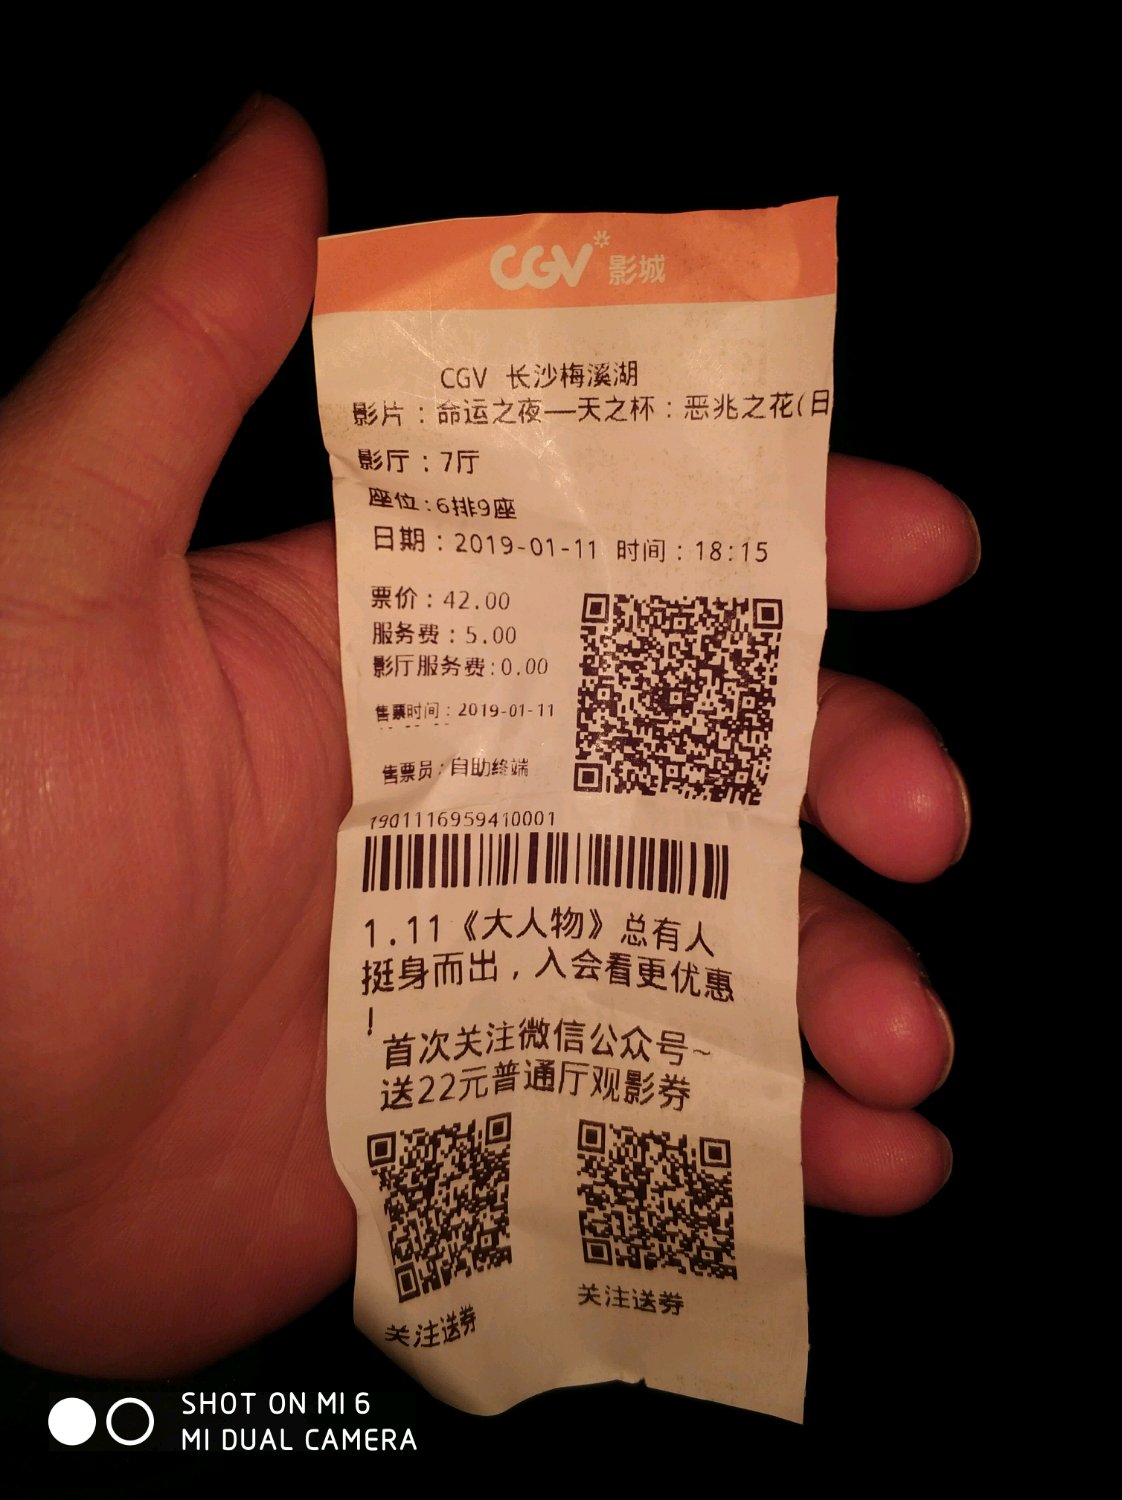 CGV 影城
CGV 长沙梅溪湖
影片：命运之夜——天之杯：恶兆之花(日
影厅：7厅
座位:6排9座
日期：2019-01-11 时间：18:15
票价：42.00
服务费：5.00
影厅服务费:0.00
售票时间：2019-01-11
售票员：自助终端
1901116959410001
1.11《大人物》总有人
挺身而出，入会看更优惠
！
首次关注微信公众号~
送22元普通厅观影券
关注送券
关注送券
SHOT ON MI 6
MI DUAL CAMERA